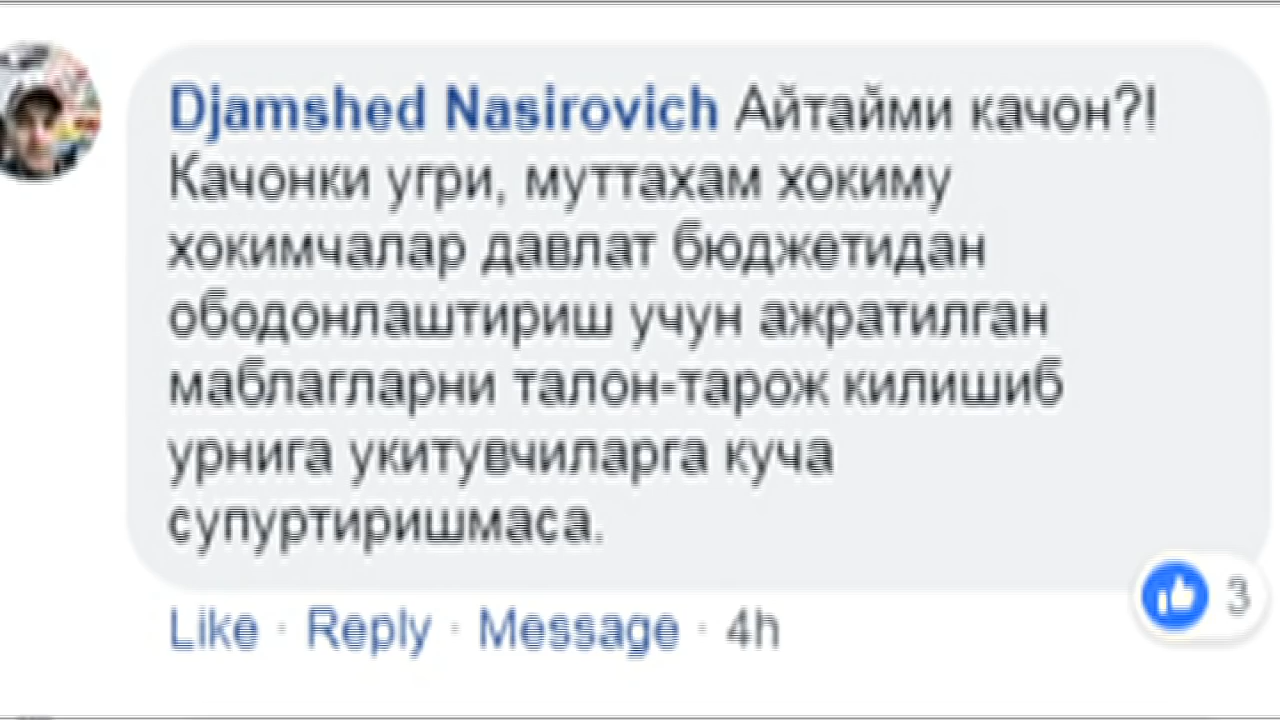 Djamshed Nasirovich Айтайми качон?!
Качонки угри, муттахам хокиму
хокимчалар давлат бюджетидан
ободонлаштириш учун ажратилган
маблагларни талон-тарож килишиб
урнига укитувчиларга куча
супуртиришмаса.
Like · Reply · Message · 4h
3